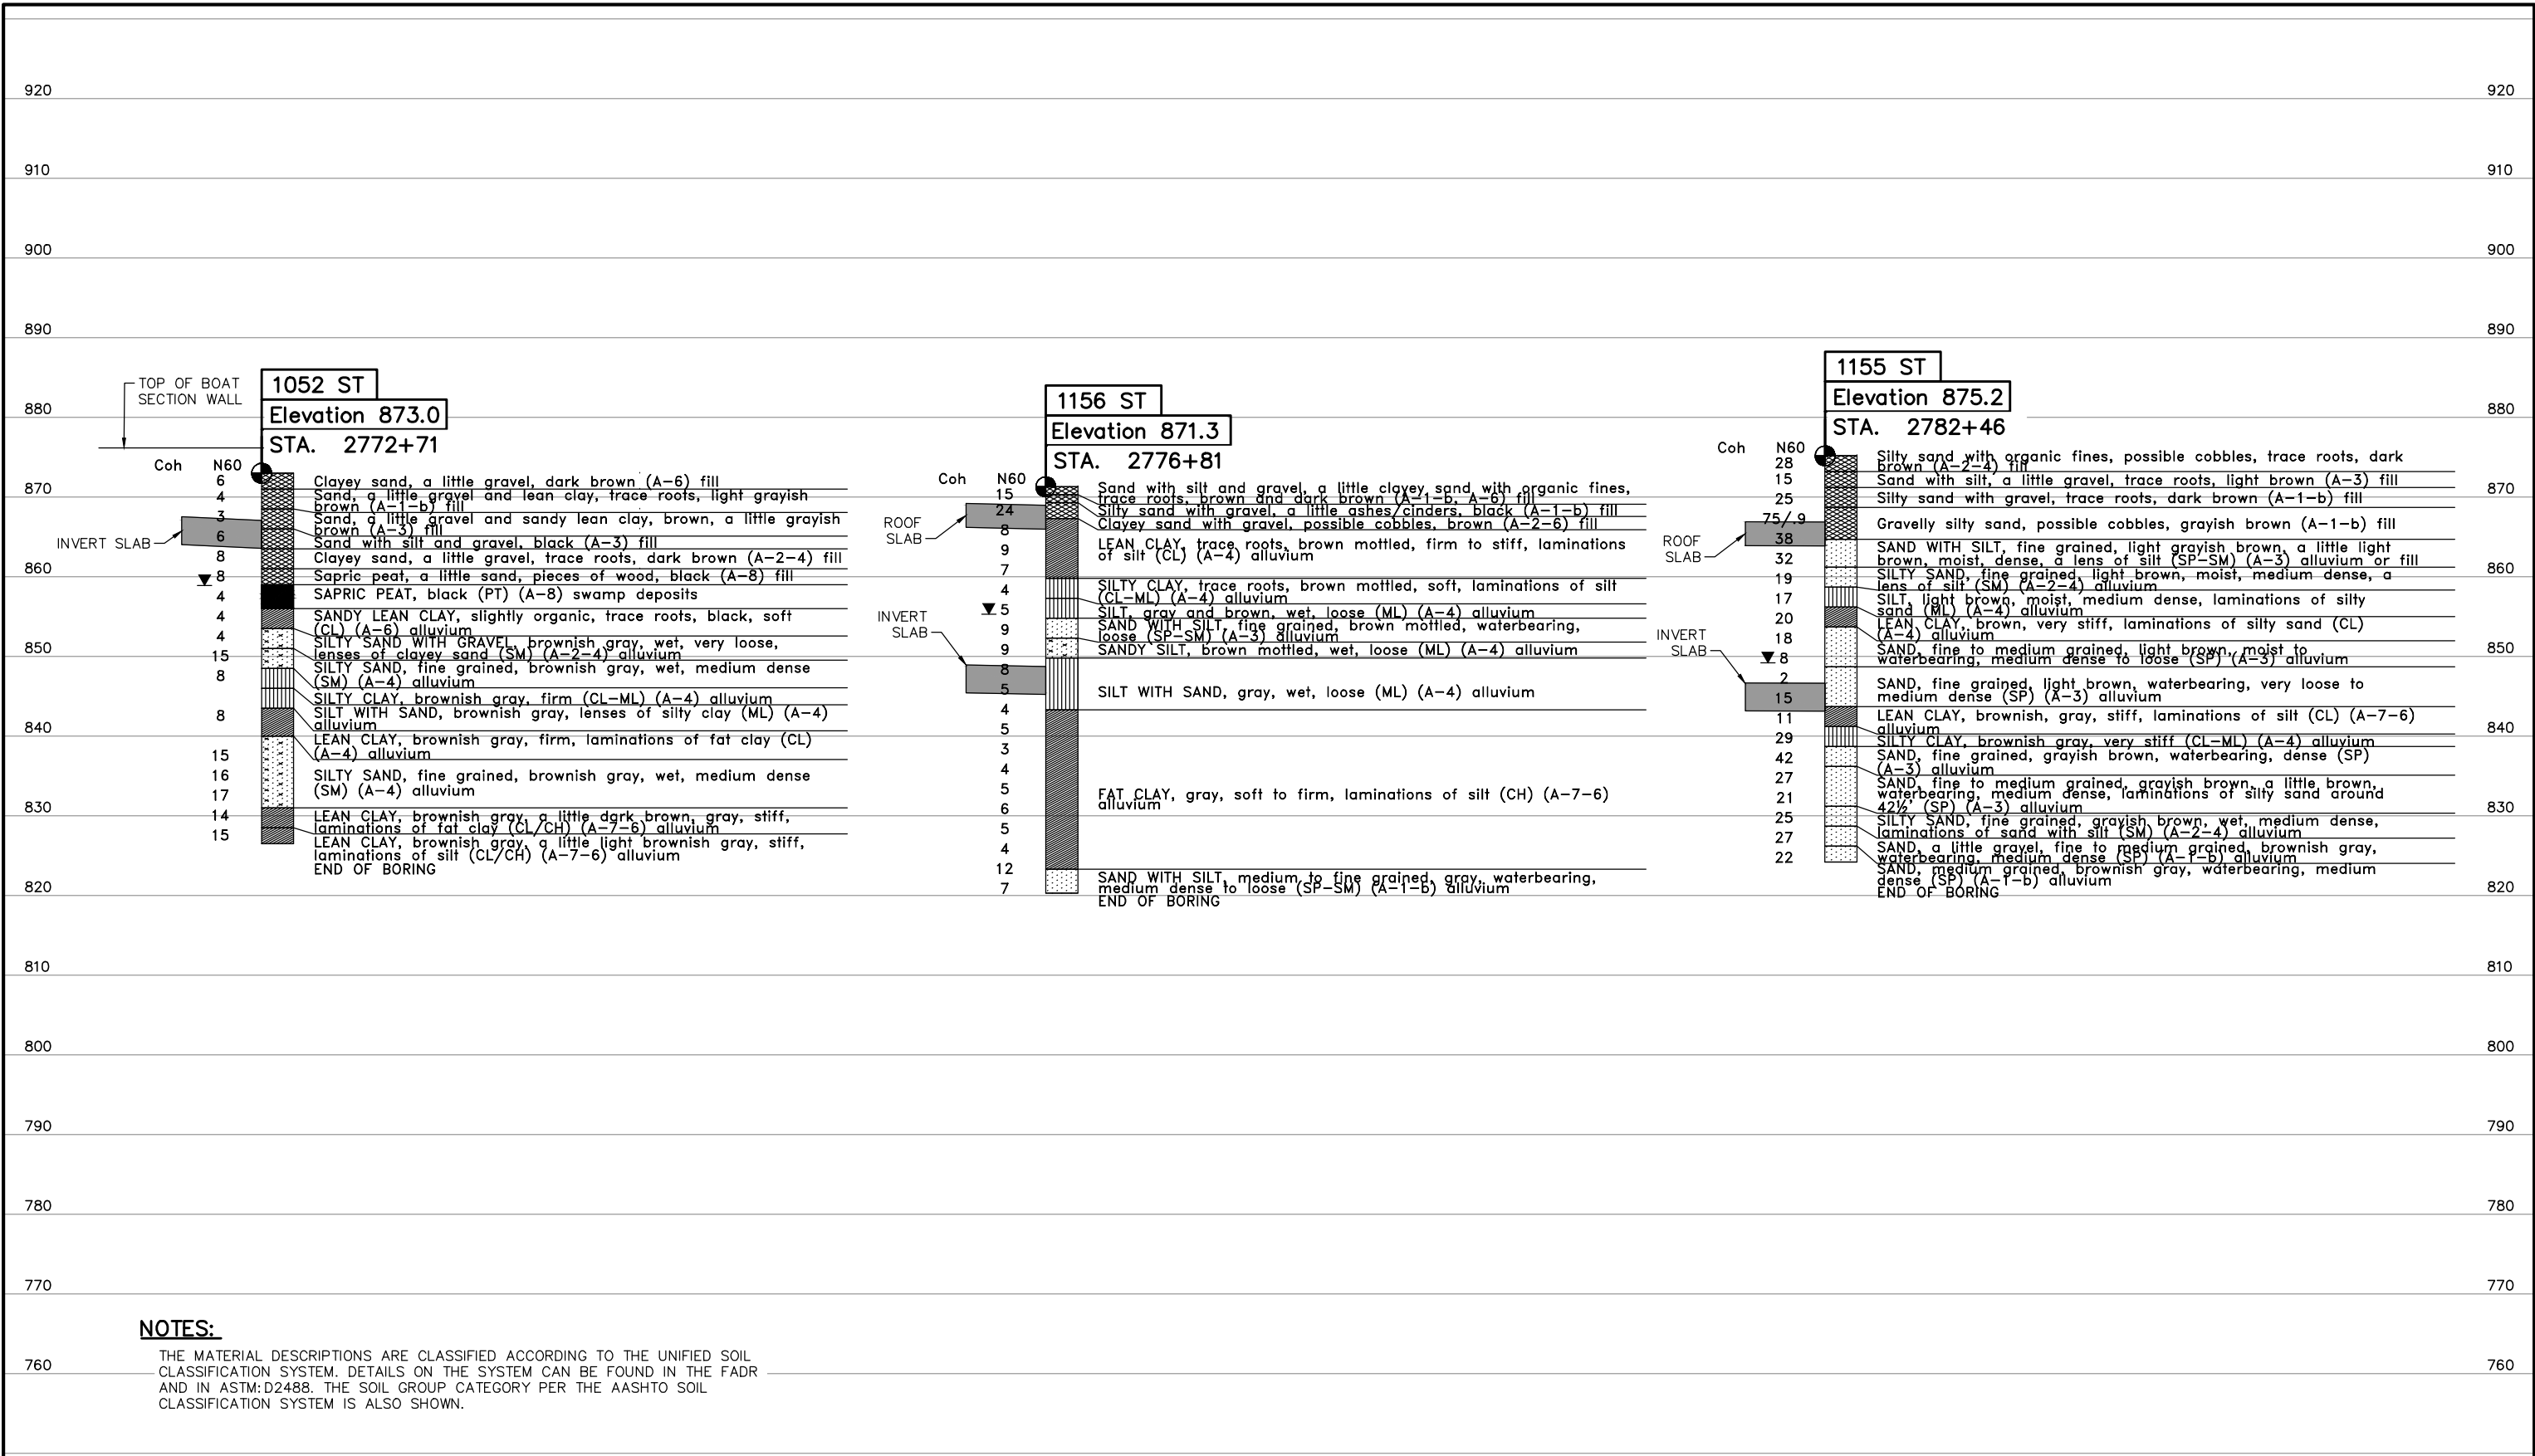 920
920
910
910
900
900
890
890
880
880
870
870
860
860
850
850
840
840
830
830
820
820
810
810
800
800
790
790
780
780
770
770
760
760
TOP OF BOAT
SECTION WALL
1052 ST
Elevation 873.0
STA. 2772+71
Coh N60
6
4
3
6
8
8
4
4
4
15
8
8
15
16
17
14
15
INVERT SLAB
Clayey sand, a little gravel, dark brown (A-6) fill
Sand, a little gravel and lean clay, trace roots, light grayish
brown (A-1-b) fill
Sand, a little gravel and sandy lean clay, brown, a little grayish
brown (A-3) fill
Sand with silt and gravel, black (A-3) fill
Clayey sand, a little gravel, trace roots, dark brown (A-2-4) fill
Sapric peat, a little sand, pieces of wood, black (A-8) fill
SAPRIC PEAT, black (PT) (A-8) swamp deposits
SANDY LEAN CLAY, slightly organic, trace roots, black, soft
(CL) (A-6) alluvium
SILTY SAND WITH GRAVEL, brownish gray, wet, very loose,
lenses of clayey sand (SM) (A-2-4) alluvium
SILTY SAND, fine grained, brownish gray, wet, medium dense
(SM) (A-4) alluvium
SILTY CLAY, brownish gray, firm (CL-ML) (A-4) alluvium
SILT WITH SAND, brownish gray, lenses of silty clay (ML) (A-4)
alluvium
LEAN CLAY, brownish gray, firm, laminations of fat clay (CL)
(A-4) alluvium
SILTY SAND, fine grained, brownish gray, wet, medium dense
(SM) (A-4) alluvium
LEAN CLAY, brownish gray, a little dark brown, gray, stiff,
laminations of fat clay (CL/CH) (A-7-6) alluvium
LEAN CLAY, brownish gray, a little light brownish gray, stiff,
laminations of silt (CL/CH) (A-7-6) alluvium
END OF BORING
1156 ST
Elevation 871.3
STA. 2776+81
Coh N60
15
24
8
9
7
4
5
9
9
8
5
4
5
3
4
5
6
5
4
12
7
ROOF
SLAB
INVERT
SLAB
Sand with silt and gravel, a little clayey sand with organic fines,
trace roots, brown and dark brown (A-1-b, A-6) fill
Silty sand with gravel, a little ashes/cinders, black (A-1-b) fill
Clayey sand with gravel, possible cobbles, brown (A-2-6) fill
LEAN CLAY, trace roots, brown mottled, firm to stiff, laminations
of silt (CL) (A-4) alluvium
SILTY CLAY, trace roots, brown mottled, soft, laminations of silt
(CL-ML) (A-4) alluvium
SILT, gray and brown, wet, loose (ML) (A-4) alluvium
SAND WITH SILT, fine grained, brown mottled, waterbearing,
loose (SP-SM) (A-3) alluvium
SANDY SILT, brown mottled, wet, loose (ML) (A-4) alluvium
SILT WITH SAND, gray, wet, loose (ML) (A-4) alluvium
FAT CLAY, gray, soft to firm, laminations of silt (CH) (A-7-6)
alluvium
SAND WITH SILT, medium to fine grained, gray, waterbearing,
medium dense to loose (SP-SM) (A-1-b) alluvium
END OF BORING
1155 ST
Elevation 875.2
STA. 2782+46
Coh N60
28
15
25
75/.9
38
32
19
17
20
18
8
2
15
11
29
42
27
21
25
27
22
ROOF
SLAB
INVERT
SLAB
Silty sand with organic fines, possible cobbles, trace roots, dark
brown (A-2-4) fill
Sand with silt, a little gravel, trace roots, light brown (A-3) fill
Silty sand with gravel, trace roots, dark brown (A-1-b) fill
Gravelly silty sand, possible cobbles, grayish brown (A-1-b) fill
SAND WITH SILT, fine grained, light grayish brown, a little light
brown, moist, dense, a lens of silt (SP-SM) (A-3) alluvium or fill
SILTY SAND, fine grained, light brown, moist, medium dense, a
lens of silt (SM) (A-2-4) alluvium
SILT, light brown, moist, medium dense, laminations of silty
sand (ML) (A-4) alluvium
LEAN CLAY, brown, very stiff, laminations of silty sand (CL)
(A-4) alluvium
SAND, fine to medium grained, light brown, moist to
waterbearing, medium dense to loose (SP) (A-3) alluvium
SAND, fine grained, light brown, waterbearing, very loose to
medium dense (SP) (A-3) alluvium
LEAN CLAY, brownish, gray, stiff, laminations of silt (CL) (A-7-6)
alluvium
SILTY CLAY, brownish gray, very stiff (CL-ML) (A-4) alluvium
SAND, fine grained, grayish brown, waterbearing, dense (SP)
(A-3) alluvium
SAND, fine to medium grained, grayish brown, a little brown,
waterbearing, medium dense, laminations of silty sand around
42½' (SP) (A-3) alluvium
SILTY SAND, fine grained, grayish brown, wet, medium dense,
laminations of sand with silt (SM) (A-2-4) alluvium
SAND, a little gravel, fine to medium grained, brownish gray,
waterbearing, medium dense (SP) (A-1-b) alluvium
SAND, medium grained, brownish gray, waterbearing, medium
dense (SP) (A-1-b) alluvium
END OF BORING
NOTES:
THE MATERIAL DESCRIPTIONS ARE CLASSIFIED ACCORDING TO THE UNIFIED SOIL
CLASSIFICATION SYSTEM. DETAILS ON THE SYSTEM CAN BE FOUND IN THE FADR
AND IN ASTM:D2488. THE SOIL GROUP CATEGORY PER THE AASHTO SOIL
CLASSIFICATION SYSTEM IS ALSO SHOWN.